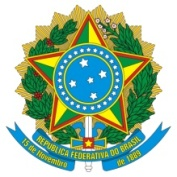 REPÚBLICA FEDERATIVA DO BRASIL
15 de Novembro
de 1889